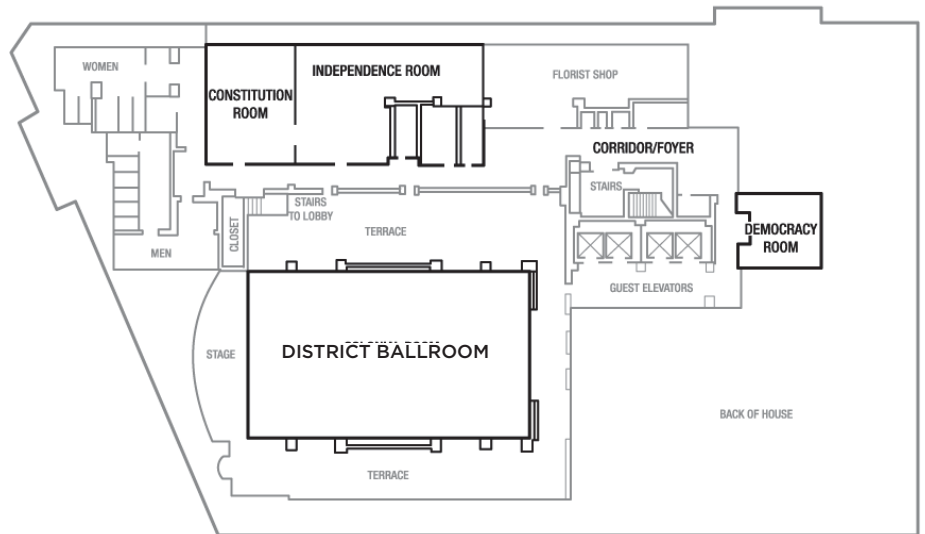 WOMEN
INDEPENDENCE ROOM
FLORIST SHOP
CONSTITUTION
ROOM
CORRIDOR/FOYER
STAIRS
STAIRS
TO LOBBY
CLOSET
TERRACE
DEMOCRACY
ROOM
MEN
GUEST ELEVATORS
STAGE
DISTRICT BALLROOM
BACK OF HOUSE
TERRACE